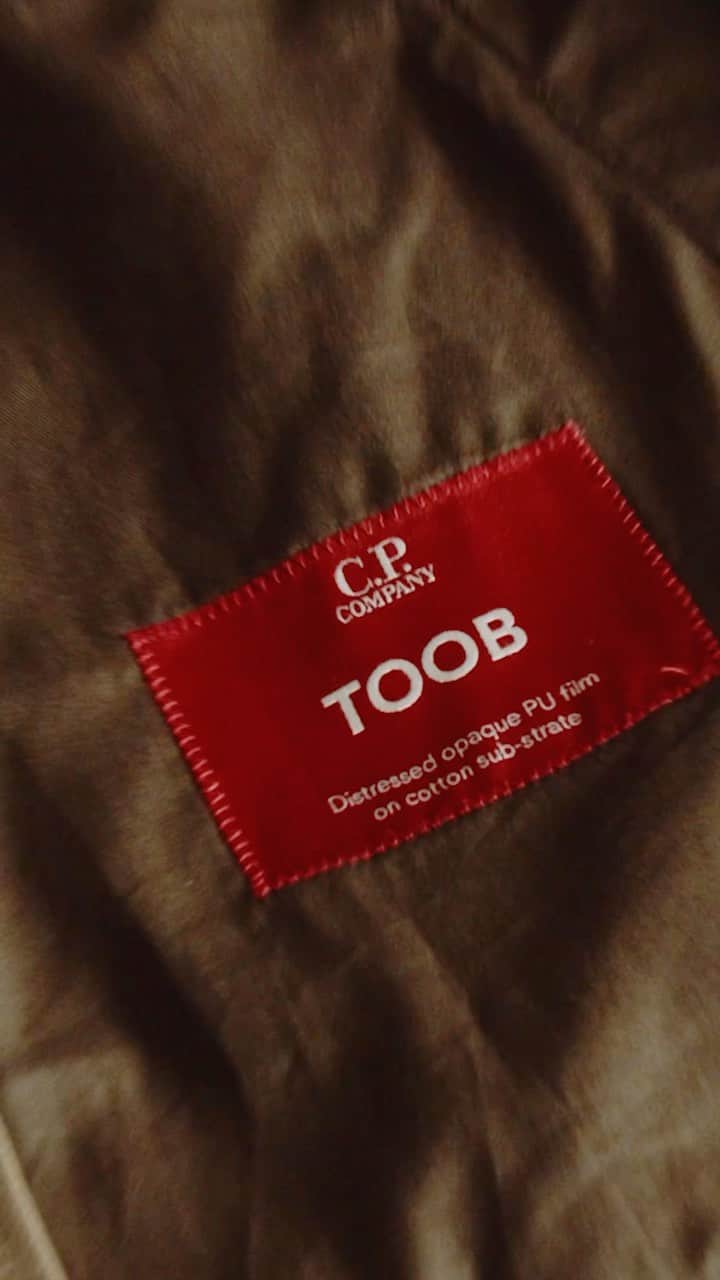 C.P.
COMPANY
TOOB
Distressed opaque PU film
on cotton sub-strate